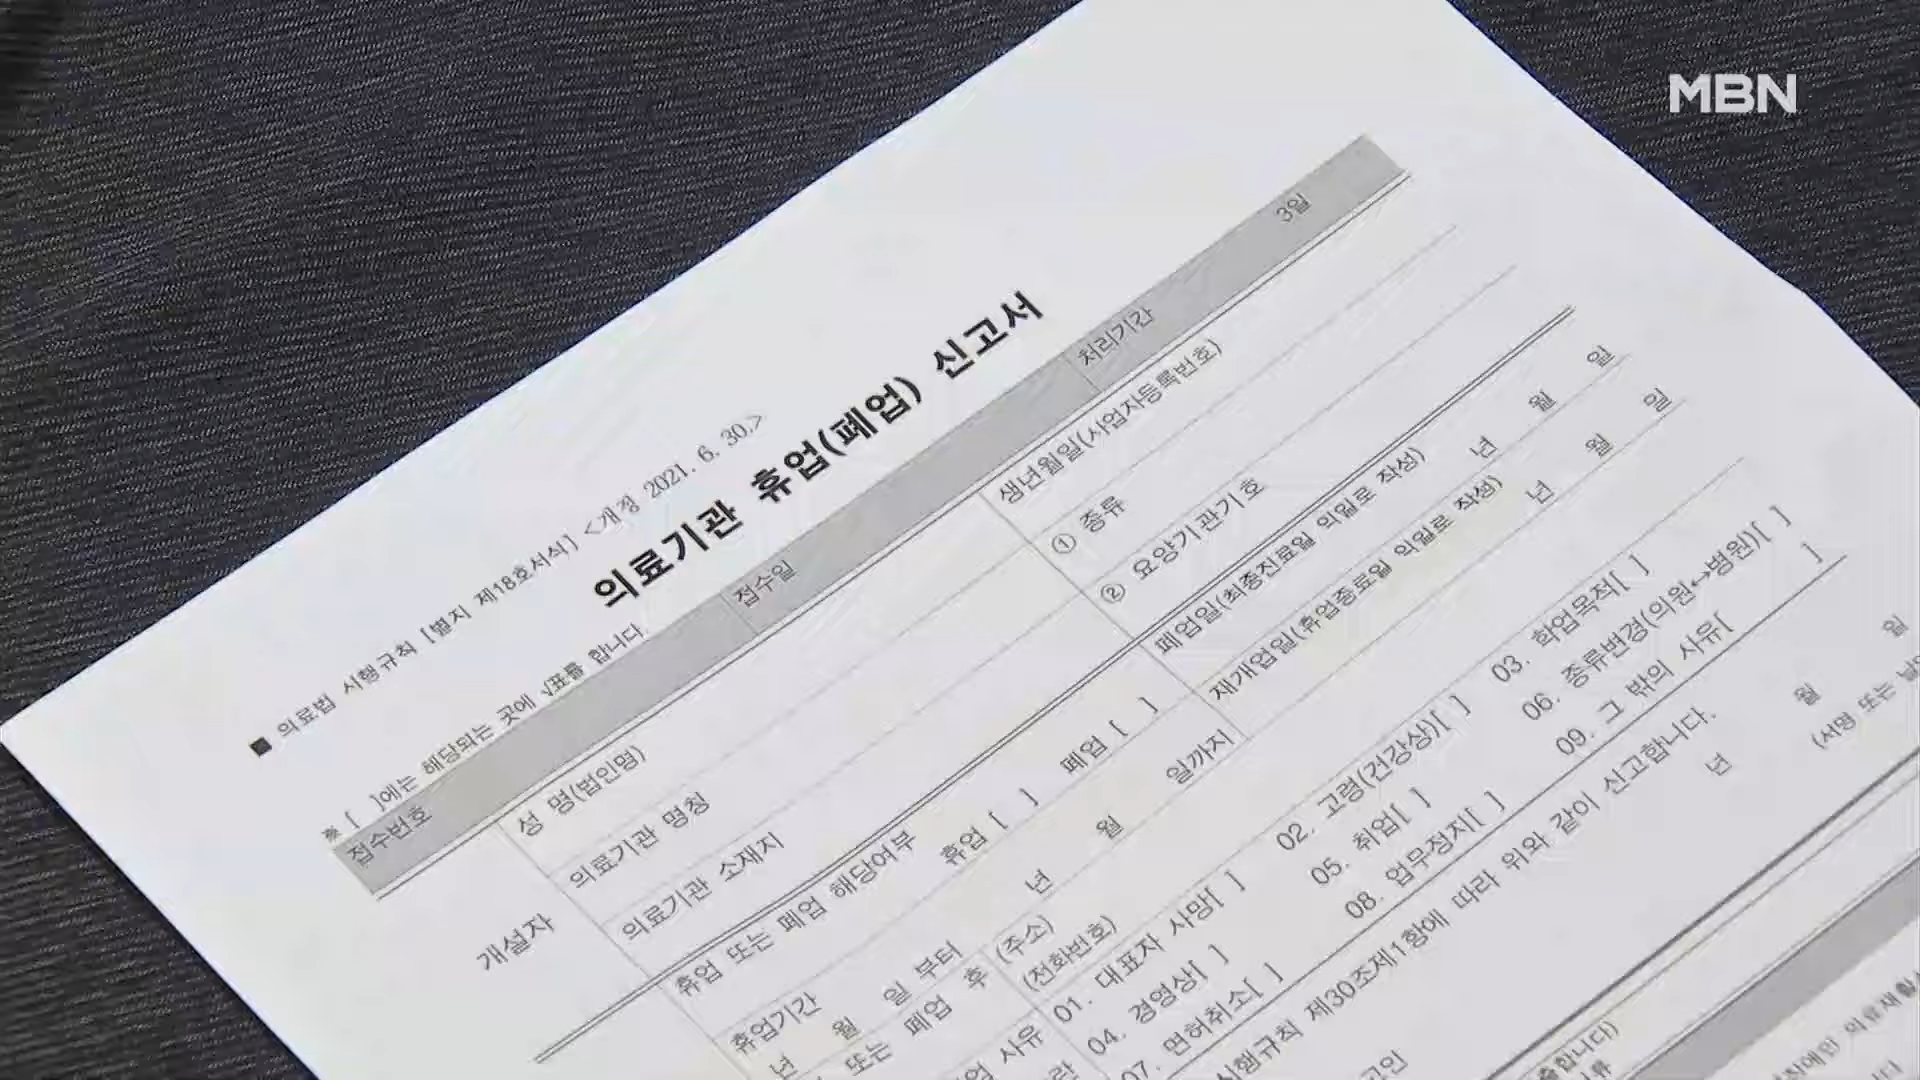 MBN
■ 의료법 시행규칙 [별지 제18호서식] <개정 2021. 6. 30.>
의료기관 휴업(폐업) 신고서
※ [ ]에는 해당되는 곳에 √표를 합니다.
접수번호 접수일 처리기간 3일
개설자
성 명(법인명) 생년월일(사업자등록번호)
의료기관 명칭 ① 종류
의료기관 소재지 ② 요양기관기호
휴업 또는 폐업 해당여부 휴업 [ ] 폐업 [ ] 폐업일(최종진료일 익일로 작성) 년 월 일
휴업기간 년 월 일까지 재개업일(휴업종료일 익일로 작성) 년 월 일
년 월 일 부터
또는 폐업 후 (주소)
(전화번호)
업 사유 01. 대표자 사망[ ] 02. 고령(건강상)[ ] 03. 학업목적[ ]
04. 경영상[ ] 05. 취업[ ] 06. 종류변경(의원↔병원)[ ]
07. 면허취소[ ] 08. 업무정지[ ] 09. 그 밖의 사유[ ]
시행규칙 제30조제1항에 따라 위와 같이 신고합니다.
년 월 일
(서명 또는